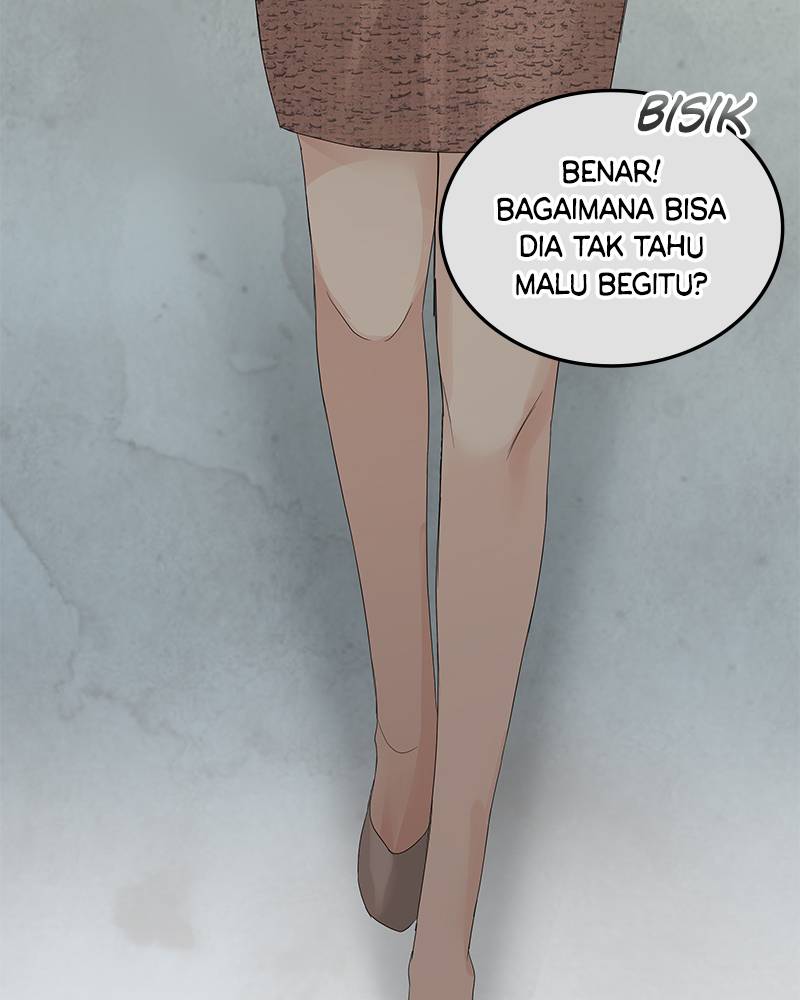 BISIK
BENAR!
BAGAIMANA BISA
DIA TAK TAHU
MALU BEGITU?